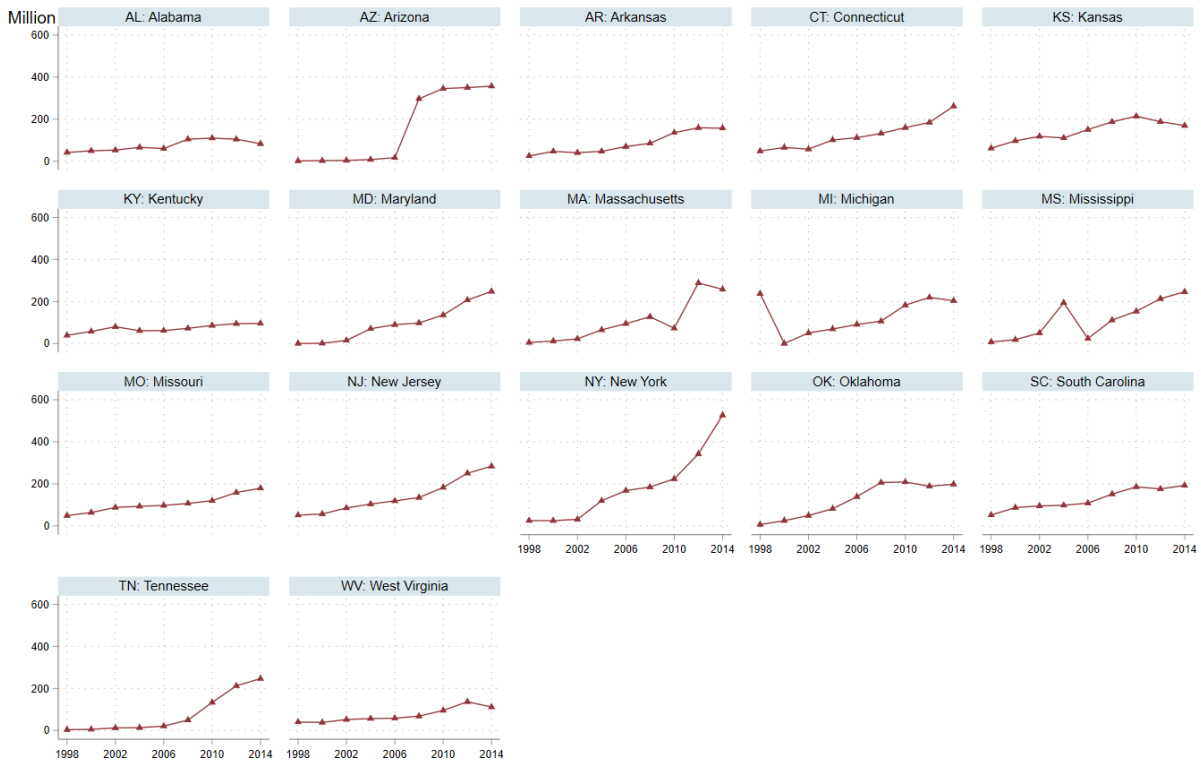 Million
AL: Alabama AZ: Arizona AR: Arkansas CT: Connecticut KS: Kansas
600
400
200
0
KY: Kentucky MD: Maryland MA: Massachusetts MI: Michigan MS: Mississippi
600
400
200
0
MO: Missouri NJ: New Jersey NY: New York OK: Oklahoma SC: South Carolina
600
400
200
0
1998 2002 2006 2010 2014 1998 2002 2006 2010 2014 1998 2002 2006 2010 2014
TN: Tennessee WV: West Virginia
600
400
200
0
1998 2002 2006 2010 2014 1998 2002 2006 2010 2014